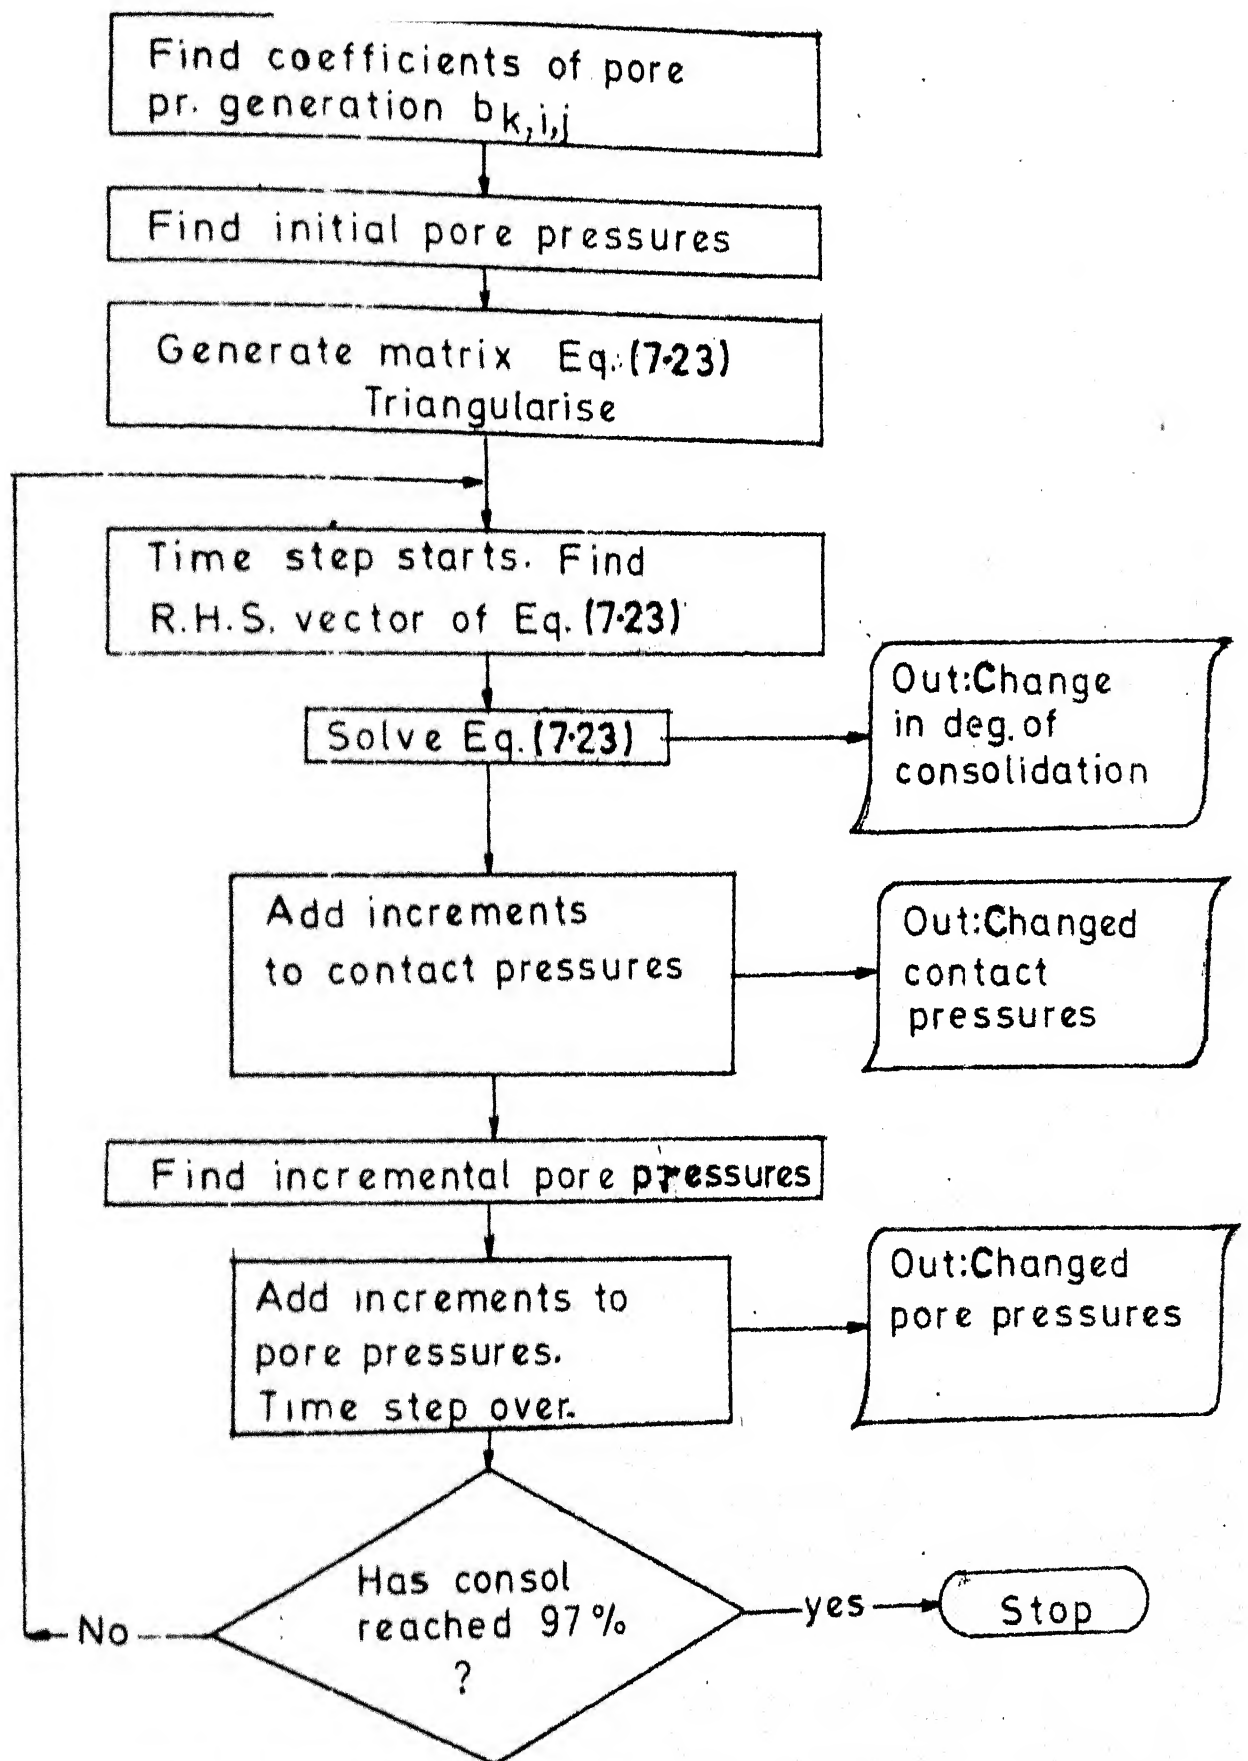 Find coefficients of pore
pr. generation b k,i,j
Find initial pore pressures
Generate matrix Eq.(7.23)
Triangularise
Time step starts. Find
R.H.S. vector of Eq.(7.23)
Solve Eq.(7.23)
Out:Change
in deg. of
consolidation
Add increments
to contact pressures
Out:Changed
contact
pressures
Find incremental pore pressures
Add increments to
pore pressures.
Time step over.
Out:Changed
pore pressures
Has consol
reached 97%
?
No
yes
Stop